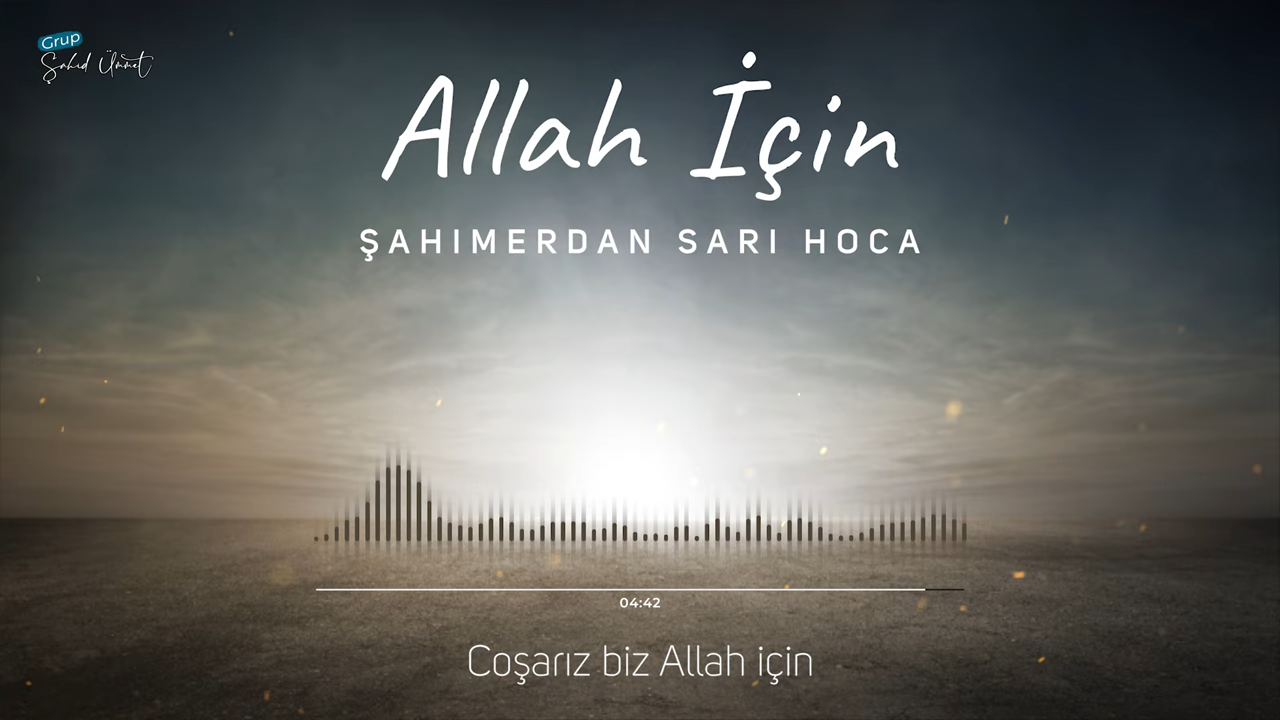 Grup
Şahid Ümmet
Allah İçin
ŞAHIMERDAN SARI HOCA
04:42
Coşarız biz Allah için